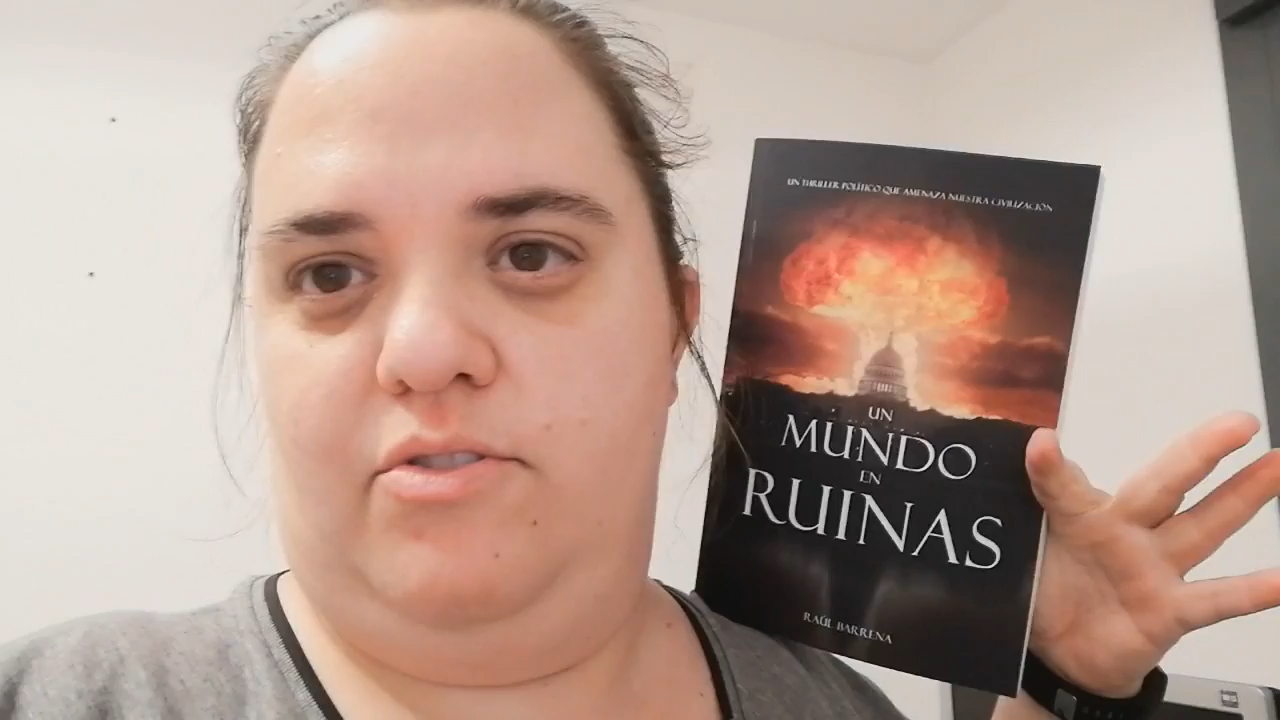 UN THRILLER POLÍTICO QUE AMENAZA NUESTRA CIVILIZACIÓN
UN
MUNDO
EN
RUINAS
RAÚL BARRENA